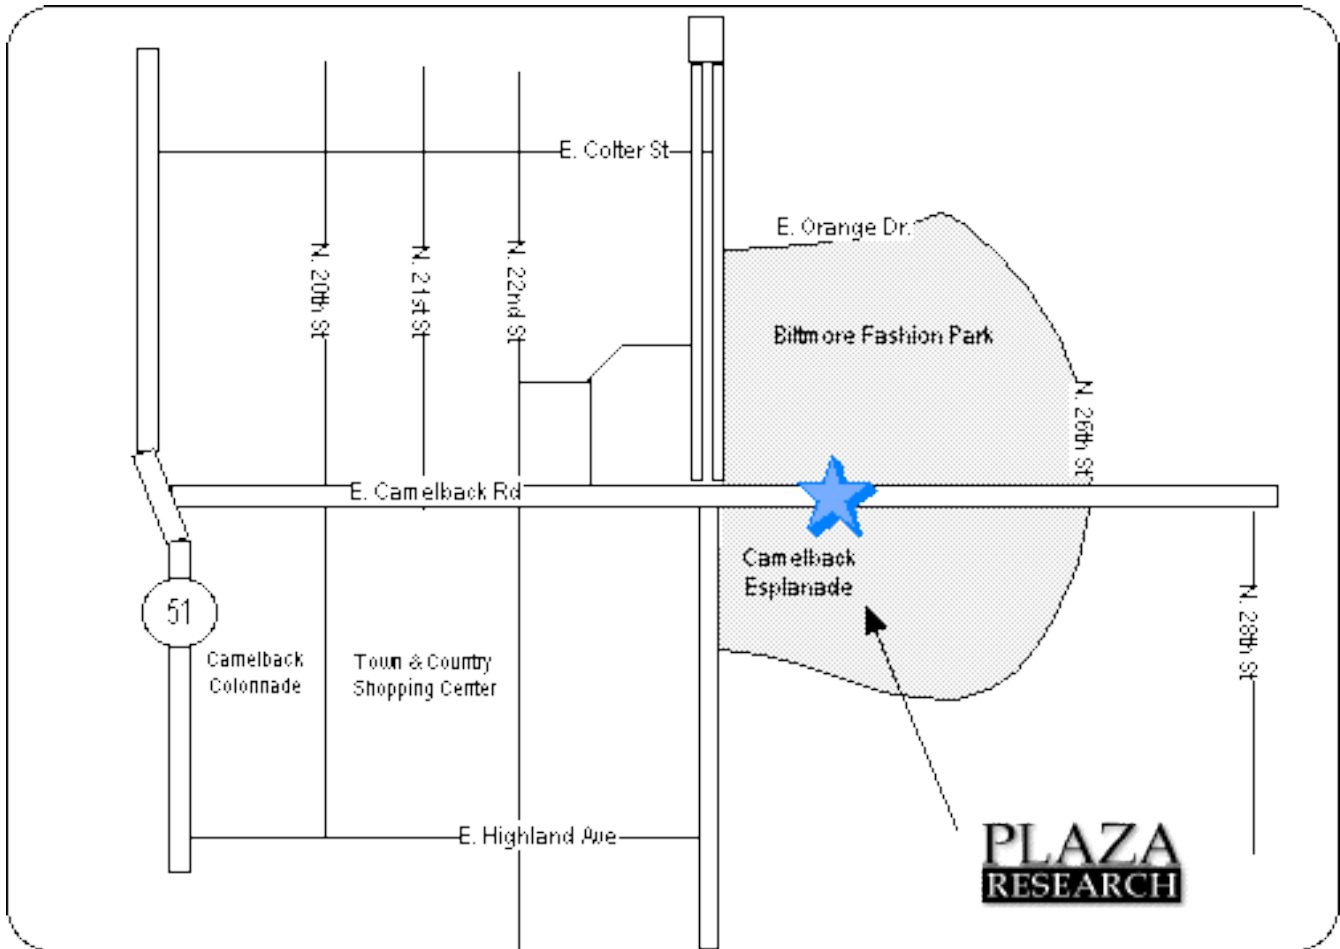 E. Colter St
E. Orange Dr.
N. 20th St
N. 21st St
N. 22nd St
Biltmore Fashion Park
N. 26th St
E. Camelback Rd
Camelback
Esplanade
51
N. 28th St
Camelback
Colonnade
Town & Country
Shopping Center
E. Highland Ave
PLAZA
RESEARCH